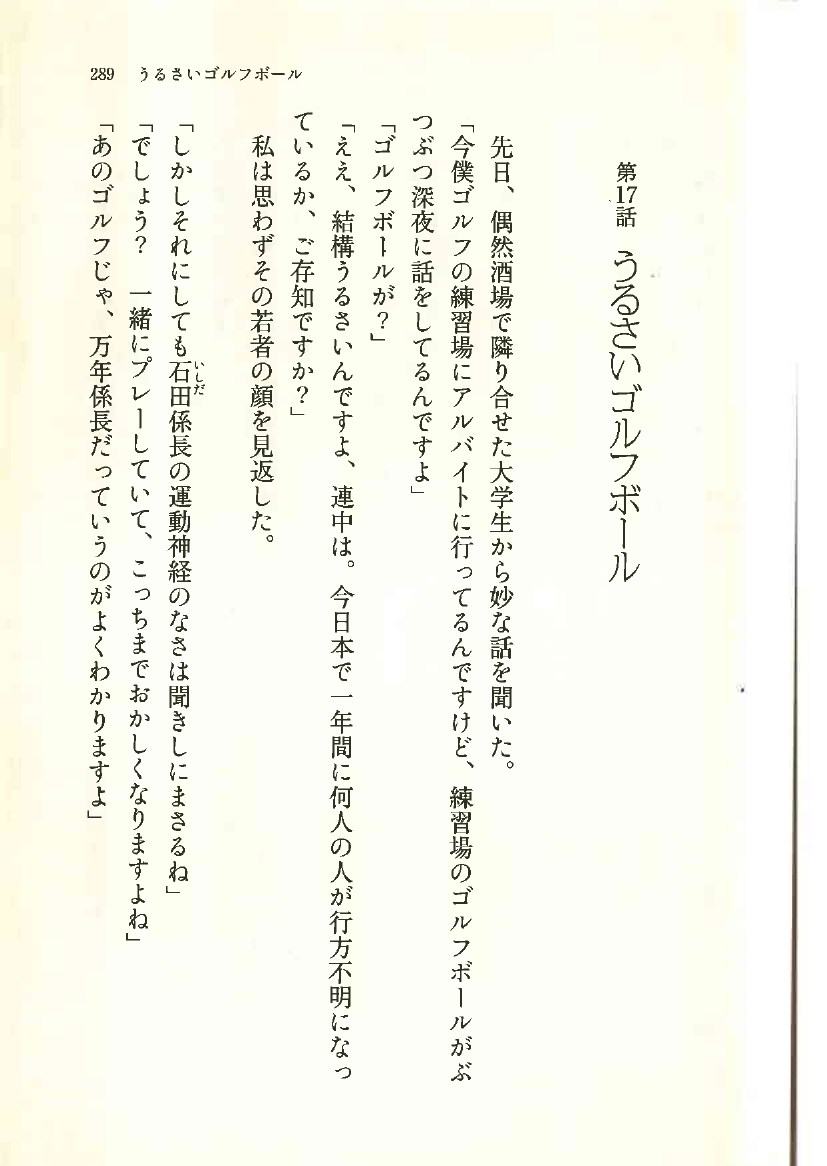 289　うるさいゴルフボール
第17話　うるさいゴルフボール
　先日、偶然酒場で隣り合せた大学生から妙な話を聞いた。
「今僕ゴルフの練習場にアルバイトに行ってるんですけど、練習場のゴルフボールがぶ
つぶつ深夜に話をしてるんですよ」
「ゴルフボールが？」
「ええ、結構うるさいんですよ、連中は。今日本で一年間に何人の人が行方不明になっ
ているか、ご存知ですか？」
　私は思わずその若者の顔を見返した。
「しかしそれにしても石田係長の運動神経のなさは聞きしにまさるね」
いしだ
「でしょう？　一緒にプレーしていて、こっちまでおかしくなりますよね」
「あのゴルフじゃ、万年係長だっていうのがよくわかりますよ」